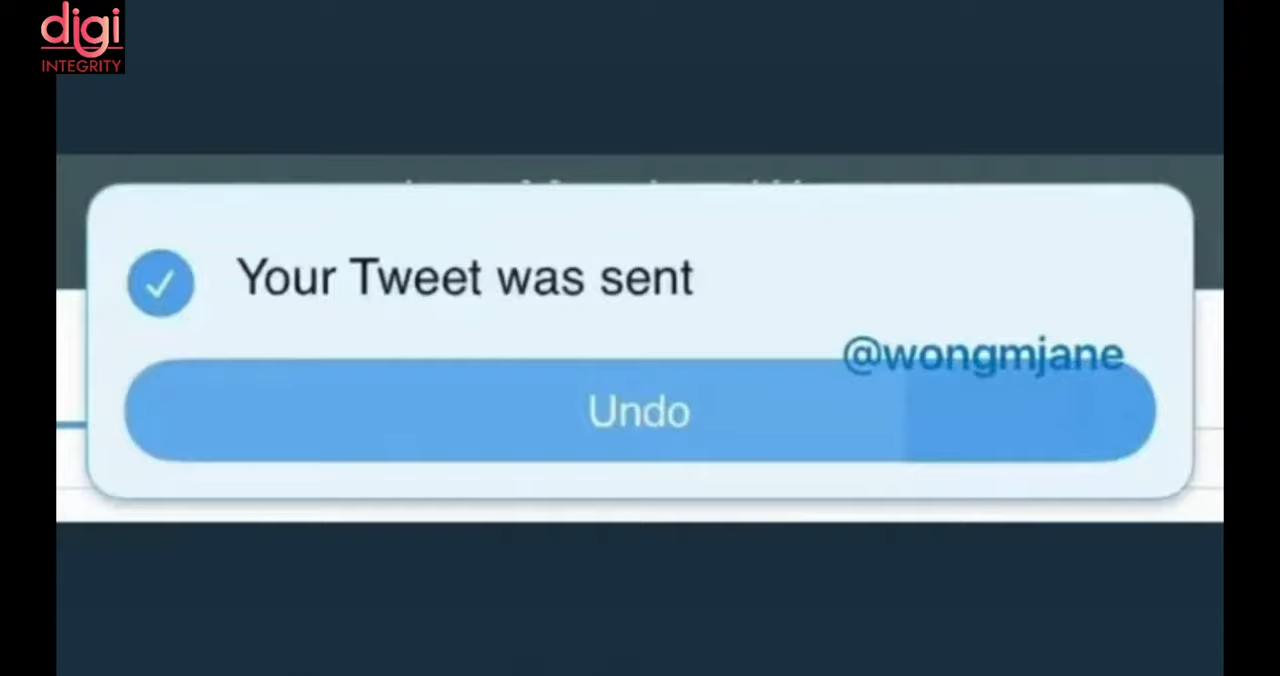 digi
INTEGRITY
Your Tweet was sent
@wongmjane
Undo